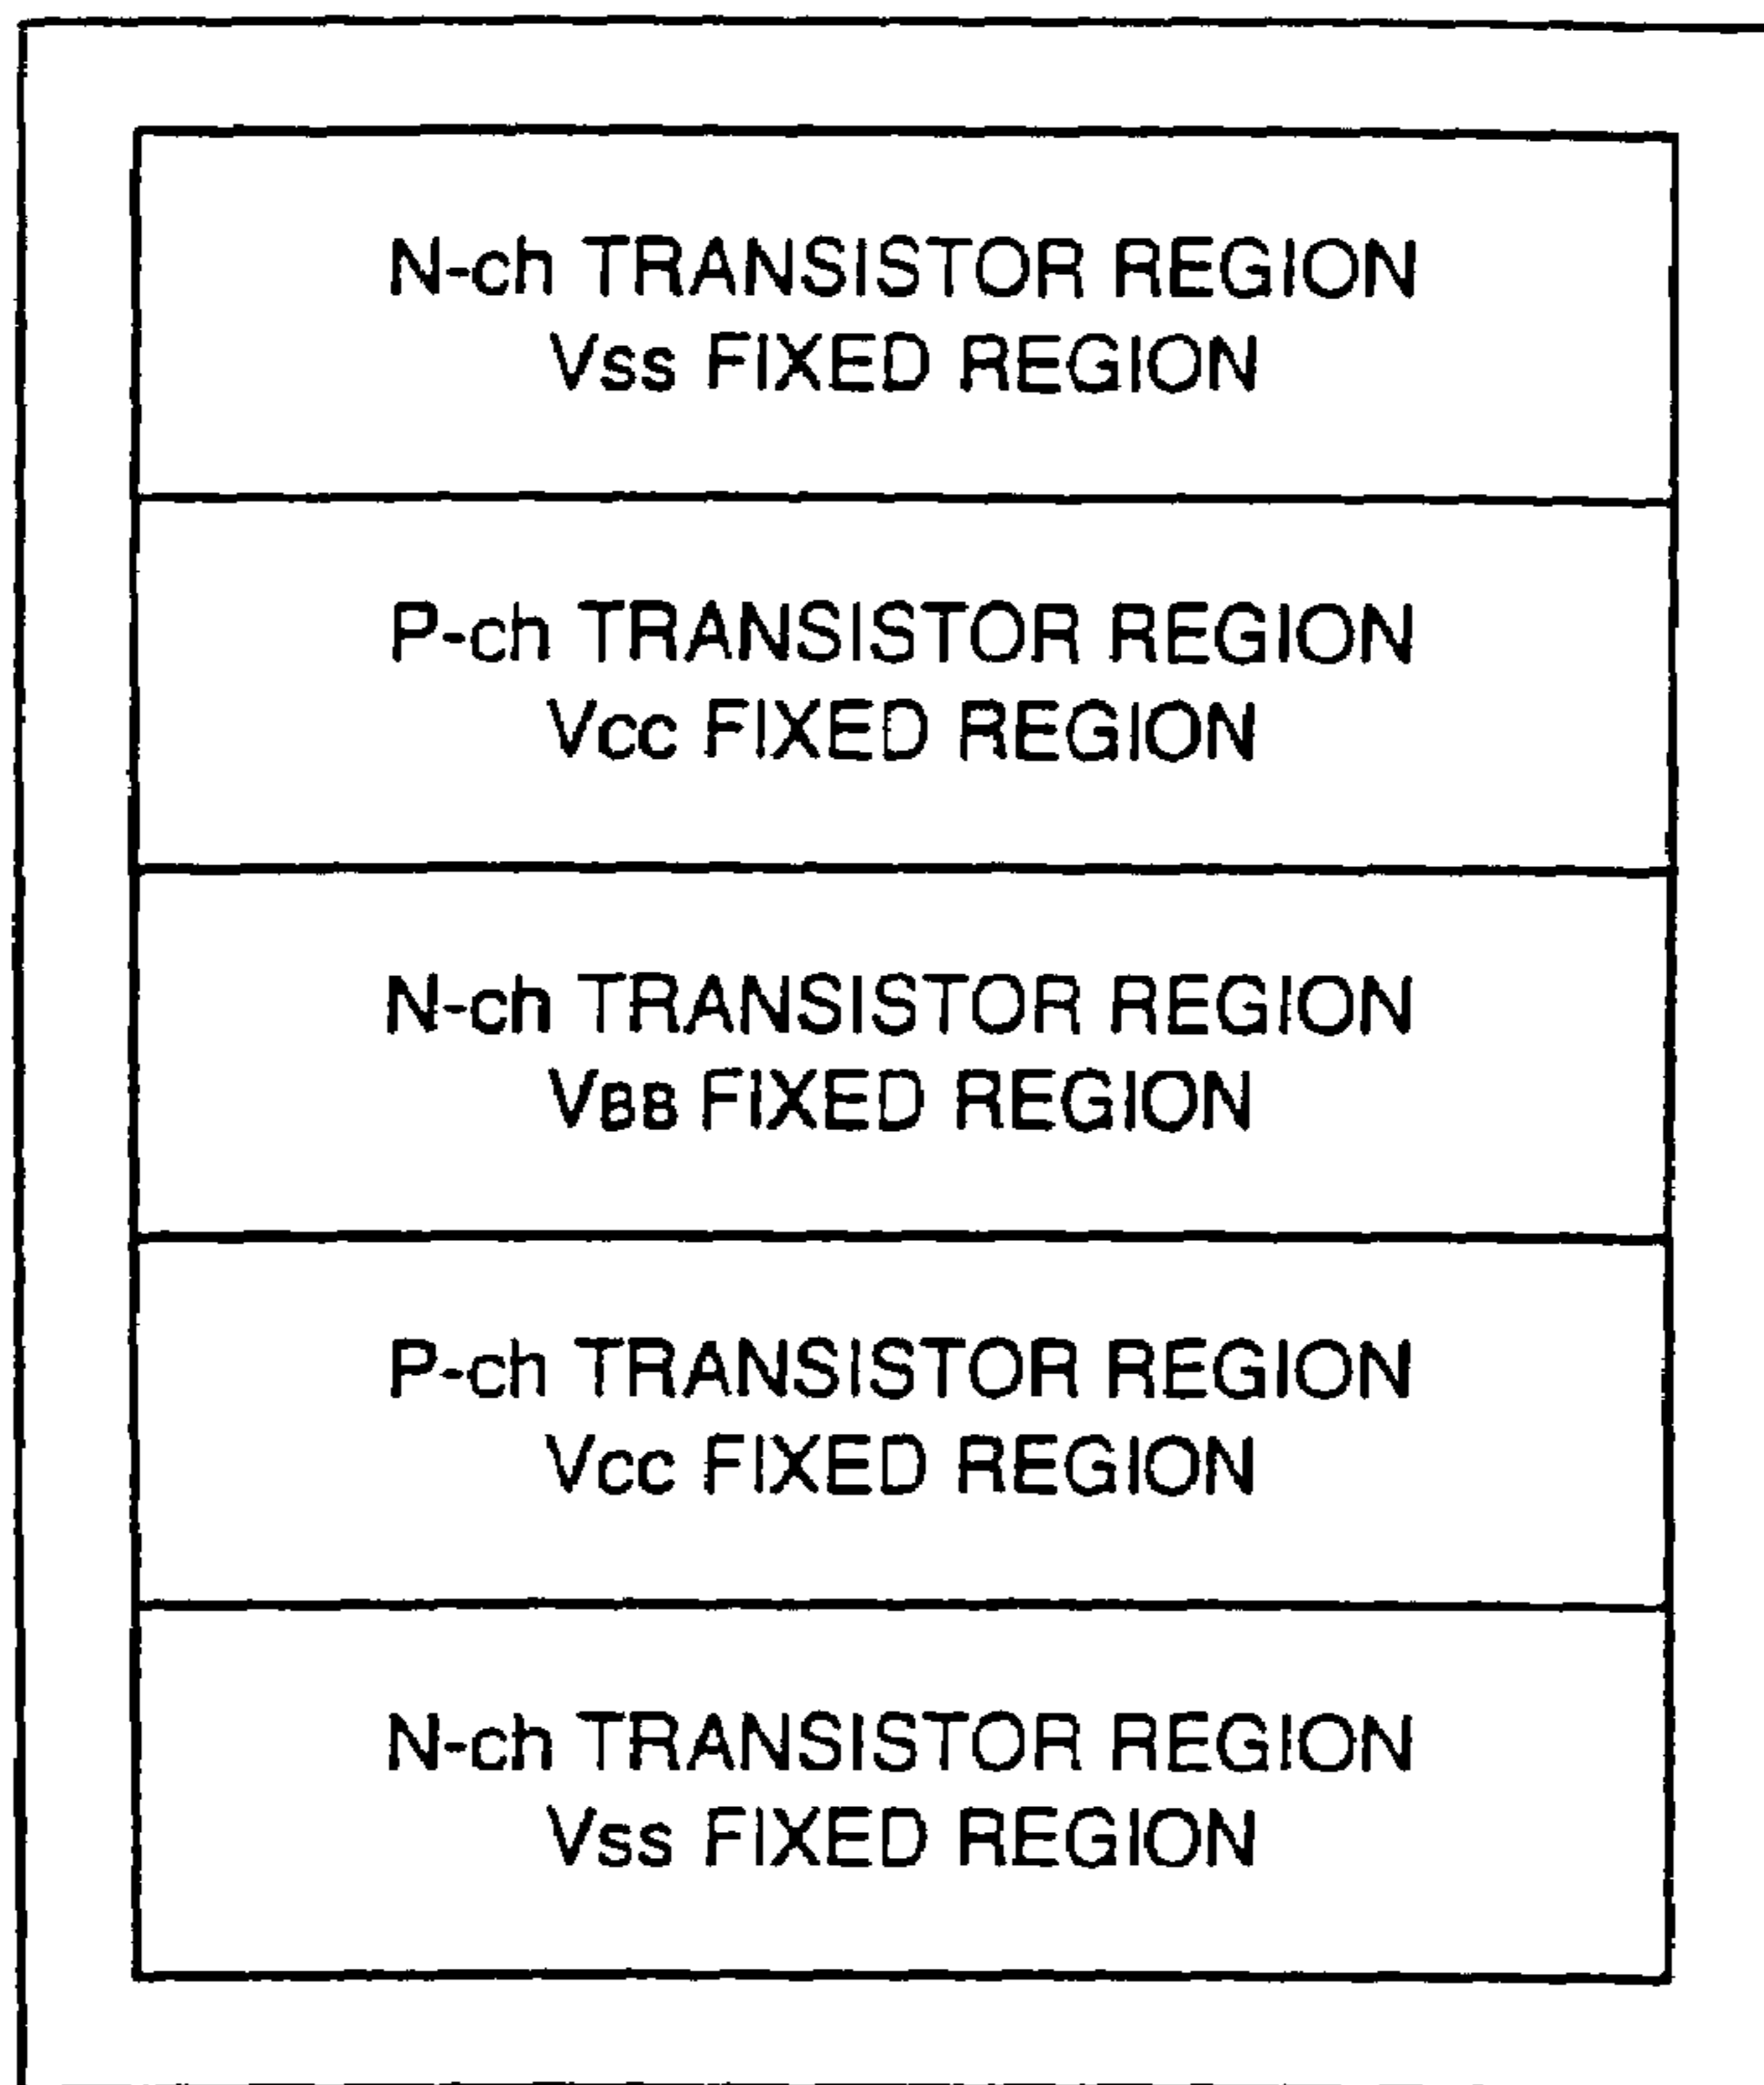 N-ch TRANSISTOR REGION
Vss FIXED REGION
P-ch TRANSISTOR REGION
Vcc FIXED REGION
N-ch TRANSISTOR REGION
VBB FIXED REGION
P-ch TRANSISTOR REGION
Vcc FIXED REGION
N-ch TRANSISTOR REGION
Vss FIXED REGION